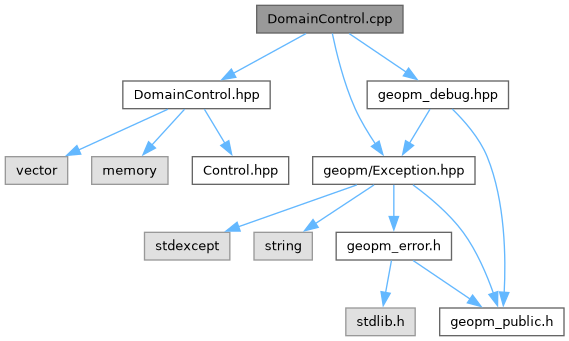 DomainControl.cpp
DomainControl.hpp
geopm_debug.hpp
vector
memory
Control.hpp
geopm/Exception.hpp
stdexcept
string
geopm_error.h
stdlib.h
geopm_public.h